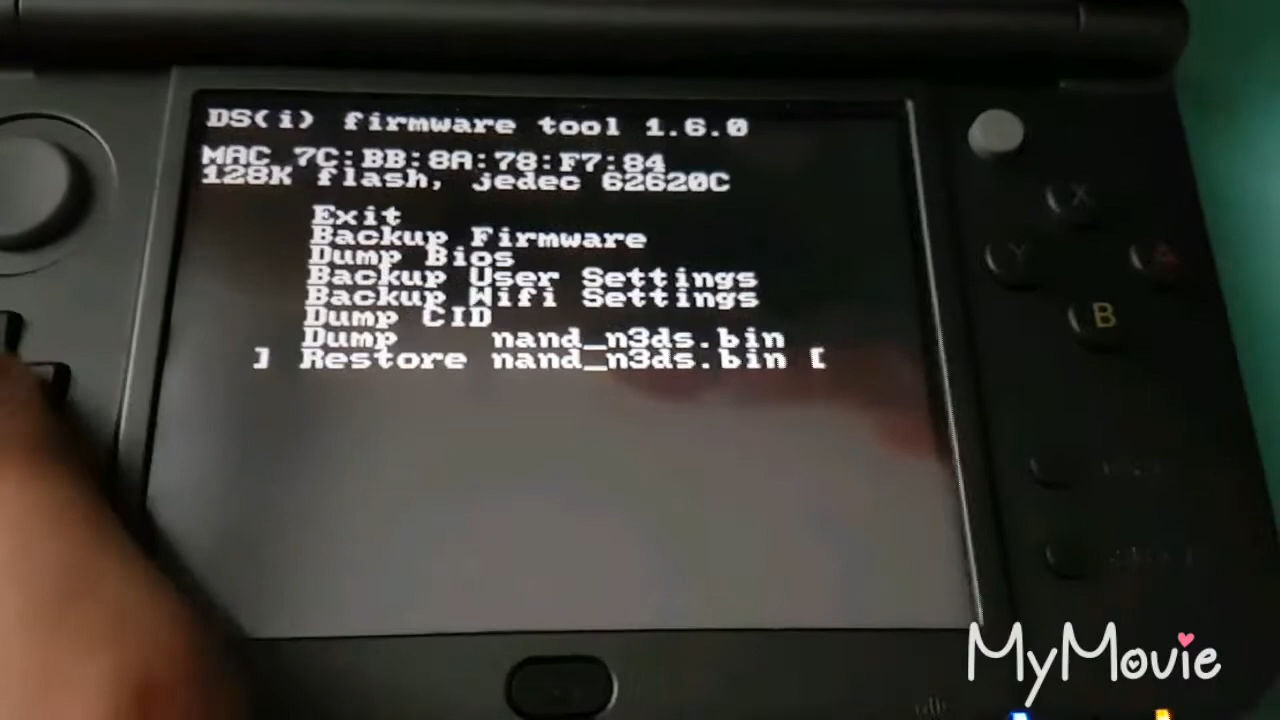 DS(i) firmware tool 1.6.0
MAC 7C:BB:8A:78:F7:84
128K flash, jedec 62620C
Exit
Backup Firmware
Dump Bios
Backup User Settings
Backup Wifi Settings
Dump CID
Dump nand_n3ds.bin
] Restore nand_n3ds.bin [
X
Y
A
B
MyMovie